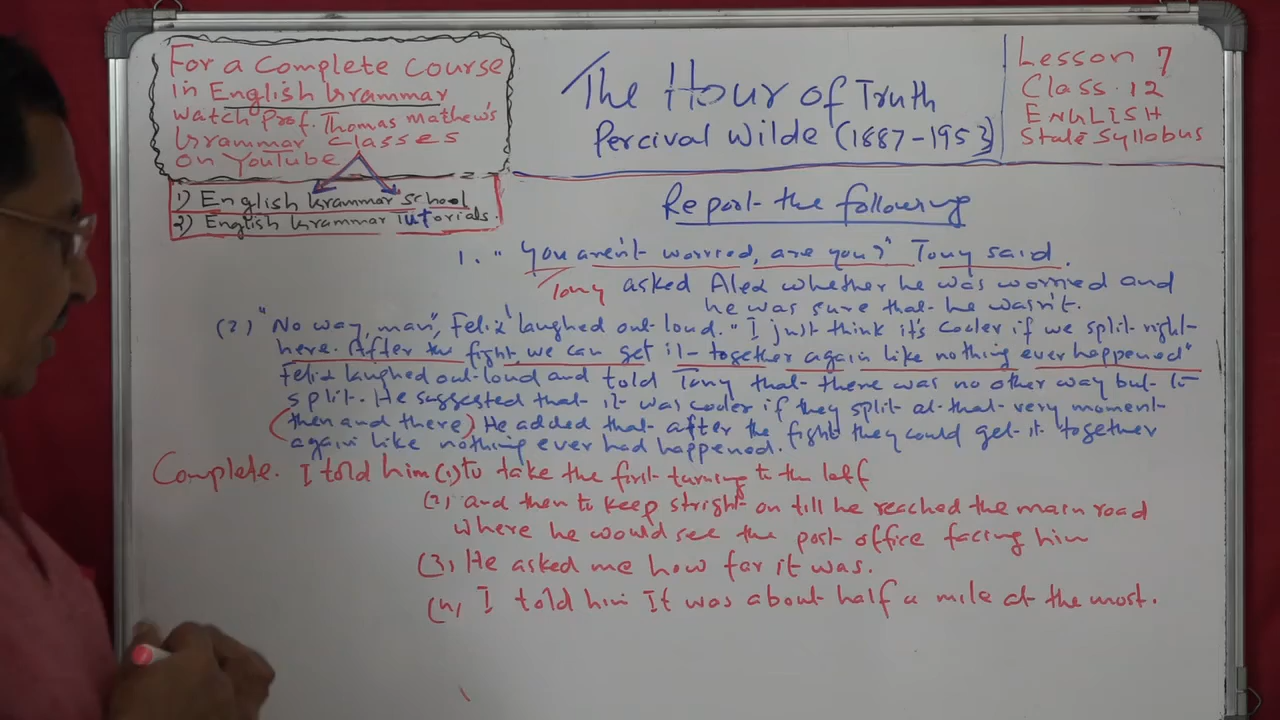 For a Complete Course
in English Grammar
watch Prof. Thomas Mathew's
Grammar Classes
on YouTube
1) English Grammar School
2) English Grammar Tutorials.
The Hour of Truth
Percival Wilde (1887-1953)
Lesson 7
Class. 12
ENGLISH
State Syllabus
Report the following
1. "You aren't worried, are you?" Tony said.
Tony asked Alex whether he was worried and
he was sure that he wasn't.
(2) "No way, man", Felix laughed out loud. "I just think it's cooler if we split right
here. After the fight, we can get it together again like nothing ever happened"
Felix laughed out loud and told Tony that there was no other way but to
split. He suggested that it was cooler if they split at that very moment
(then and there) He added that after the fight they could get it together
again like nothing ever had happened.
Complete. I told him (1) to take the first turning to the left
(2) and then to keep stright on till he reached the main road
where he would see the post office facing him
(3) He asked me how far it was.
(4) I told him It was about half a mile at the most.